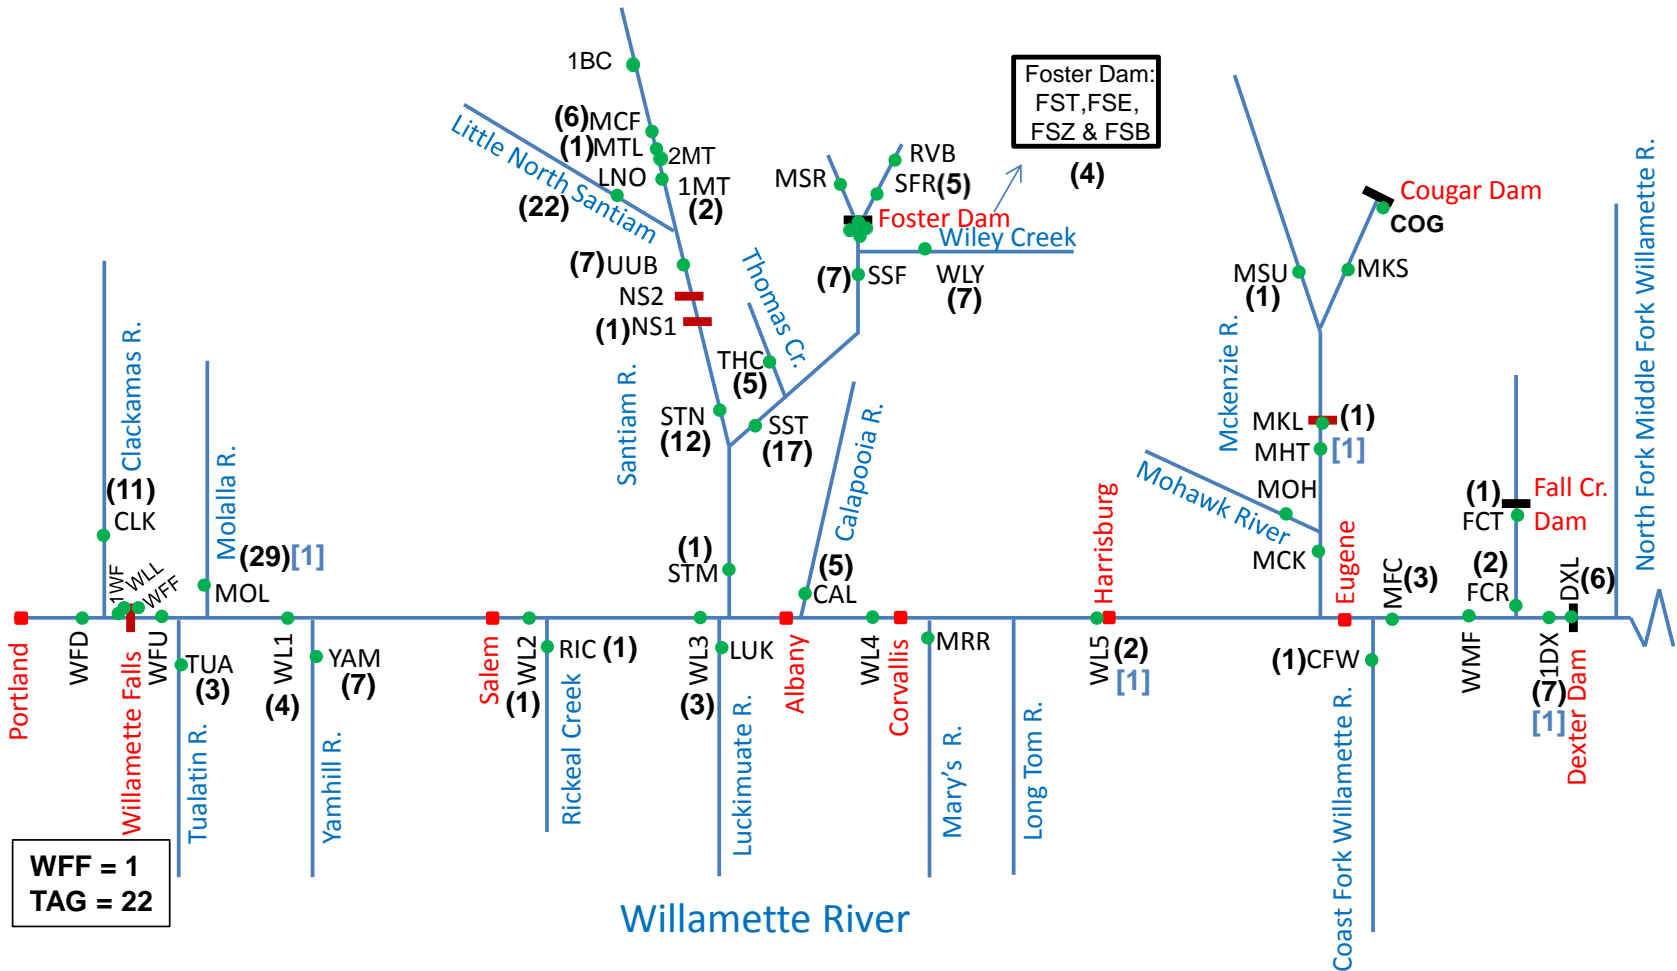 1BC
(6)
MCF
(1)
MTL
2MT
LNO
1MT
(22)
(2)
Little North Santiam
(7)
UUB
NS2
(1)
NS1
Santiam R.
STN
(12)
SST
(17)
THC
(5)
Thomas Cr.
MSR
RVB
SFR
(5)
Foster Dam
Wiley Creek
(7)
SSF
WLY
(7)
Foster Dam:
FST,FSE,
FSZ & FSB
(4)
Cougar Dam
COG
MSU
(1)
MKS
Mckenzie R.
MKL
(1)
MHT
[1]
MOH
Mohawk River
MCK
North Fork Middle Fork Willamette R.
(1)
FCT
Fall Cr.
Dam
(2)
FCR
DXL
(6)
Clackamas R.
(11)
CLK
Molalla R.
(29)
[1]
MOL
1WF
WLL
WFF
(1)
STM
Calapooia R.
(5)
CAL
Harrisburg
Eugene
MFC
(3)
Portland
WFD
Willamette Falls
WFU
TUA
(3)
Tualatin R.
WL1
(4)
YAM
(7)
Yamhill R.
Salem
WL2
(1)
RIC
(1)
Rickeal Creek
WL3
(3)
LUK
Luckimuate R.
Albany
WL4
Corvallis
MRR
Mary's R.
Long Tom R.
WL5
(2)
[1]
(1)
CFW
Coast Fork Willamette R.
WMF
1DX
(7)
[1]
Dexter Dam
WFF = 1
TAG = 22
Willamette River